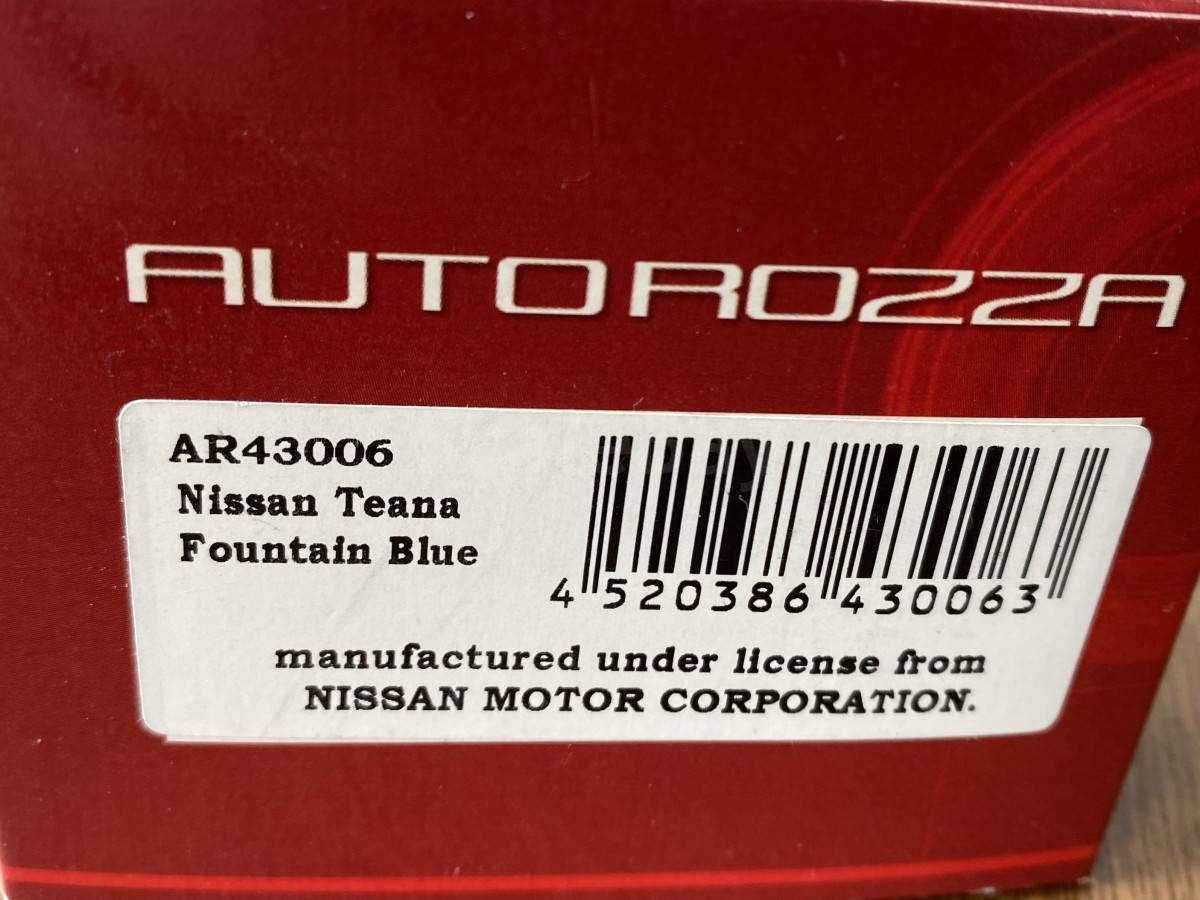 AUTOROZZA
AR43006
Nissan Teana
Fountain Blue
4 520386 430063
manufactured under license from
NISSAN MOTOR CORPORATION.